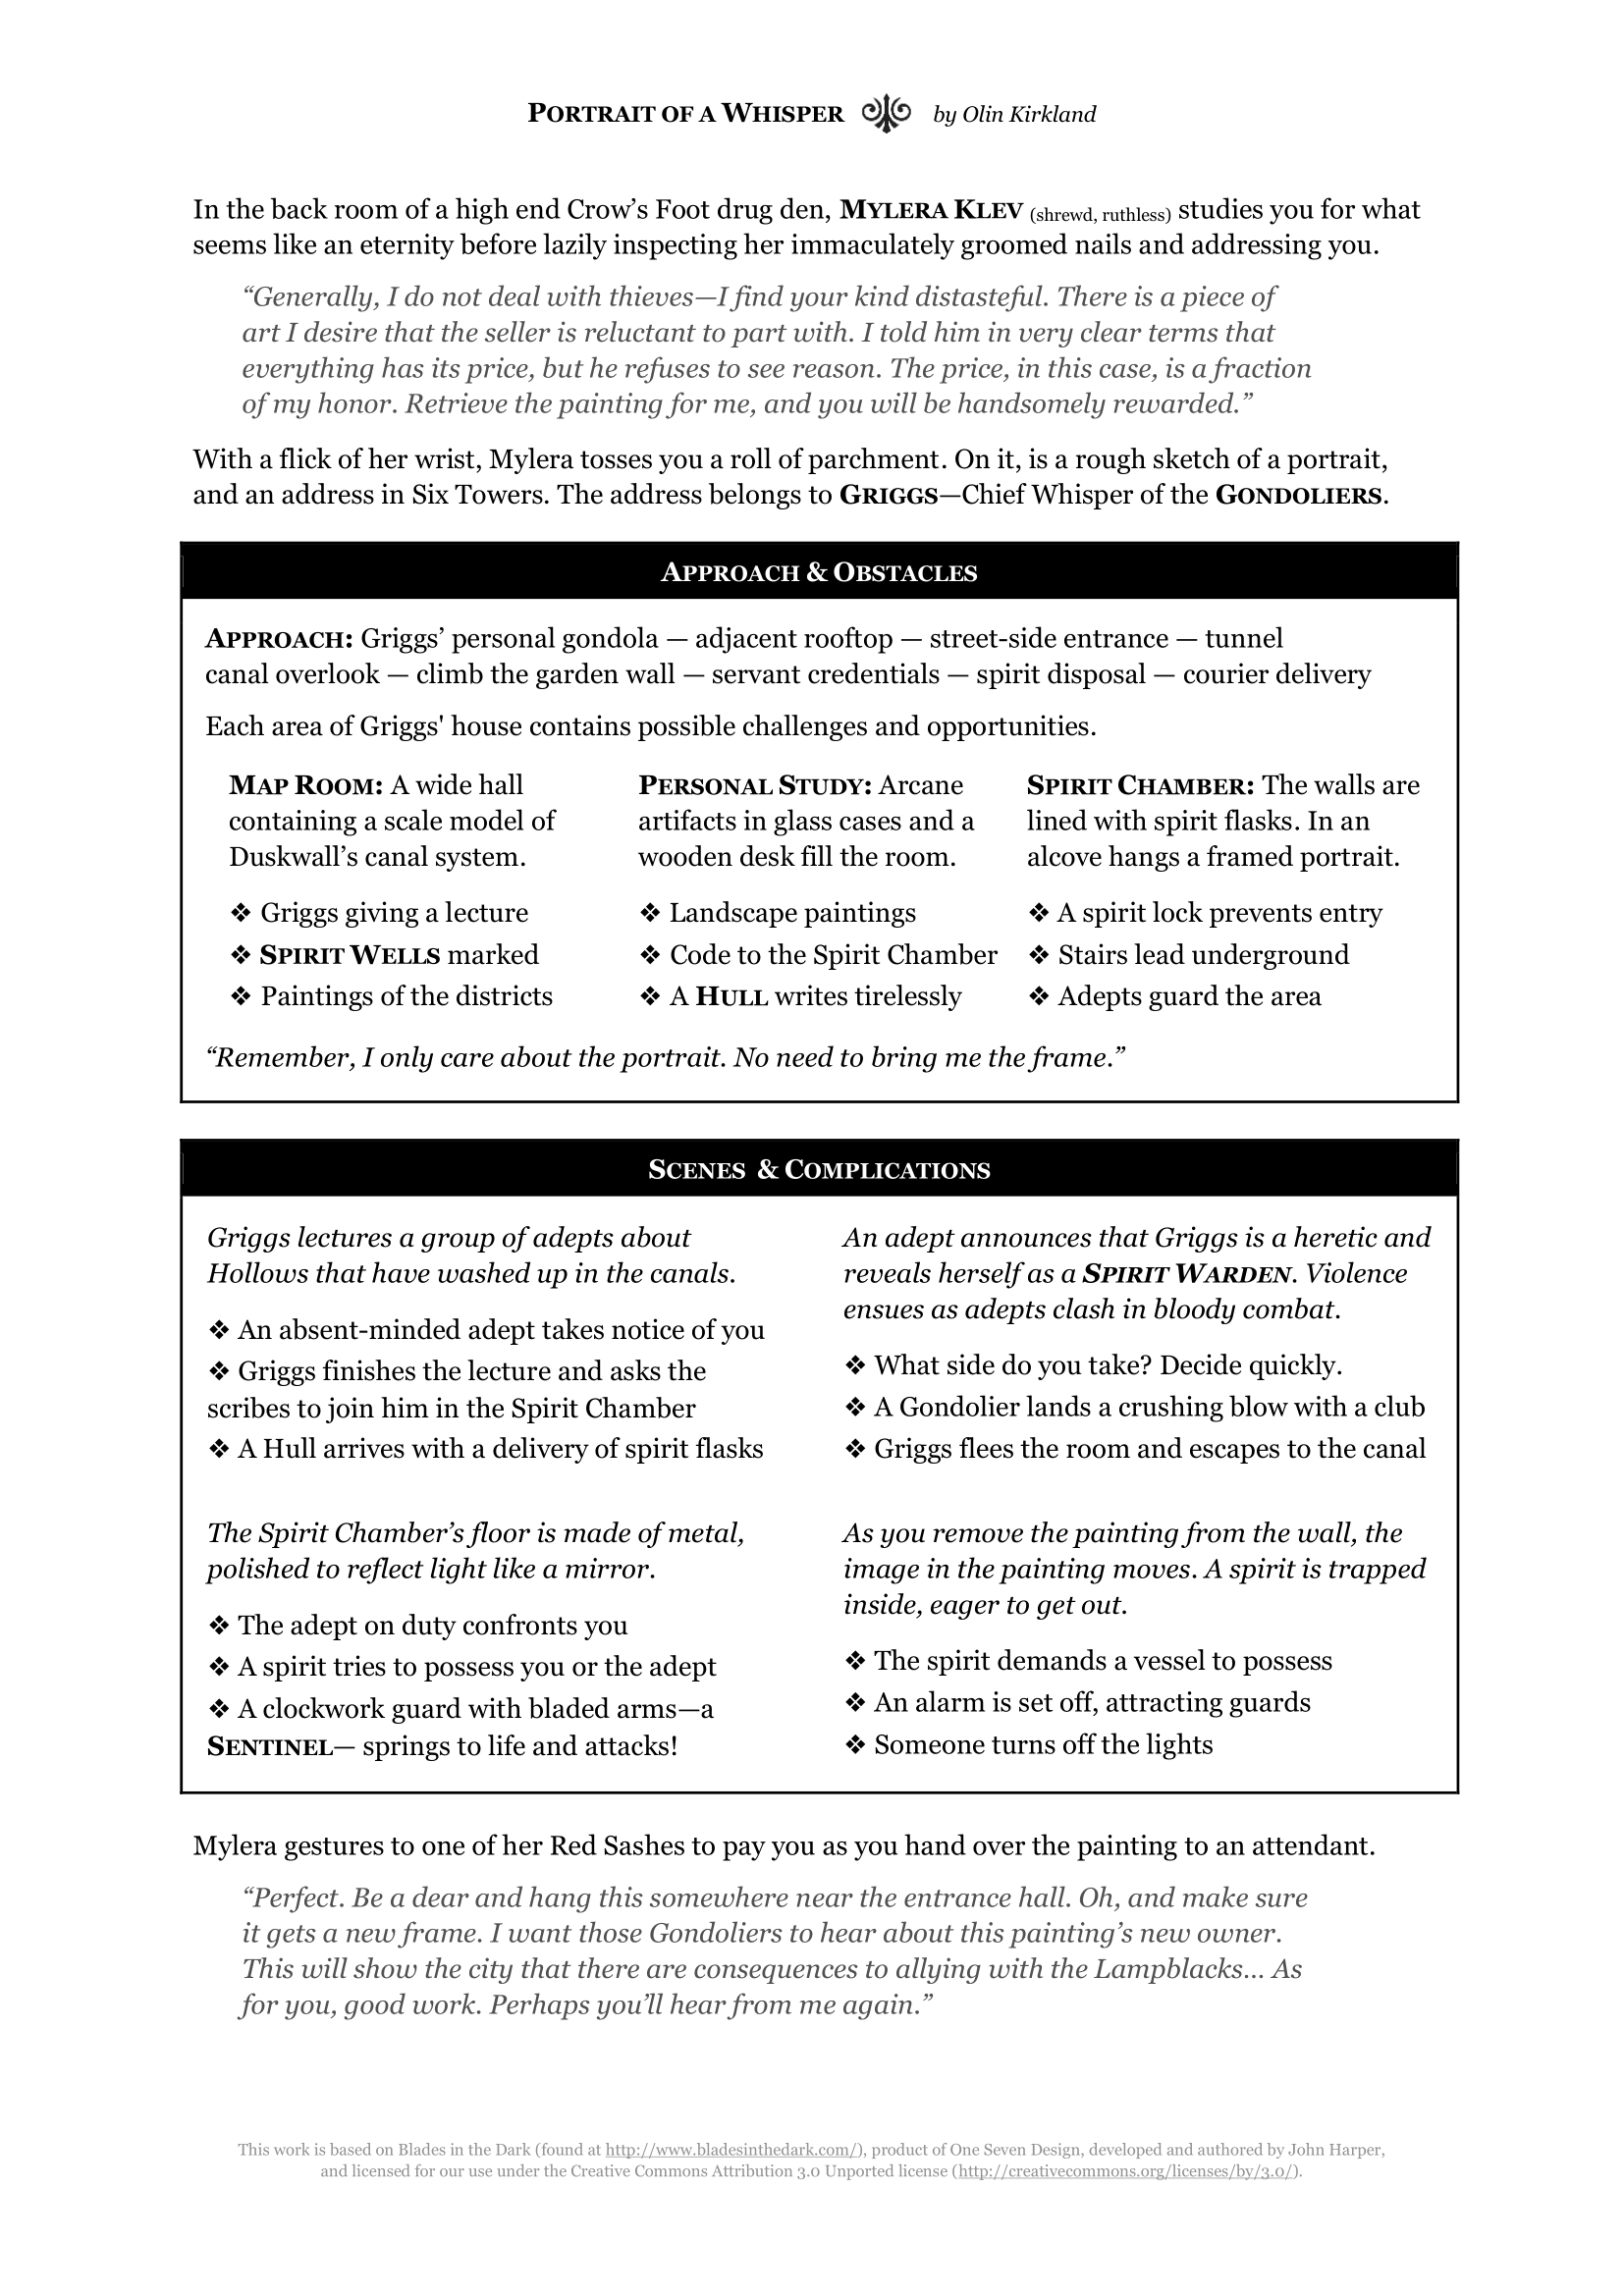 PORTRAIT OF A WHISPER by Olin Kirkland
In the back room of a high end Crow’s Foot drug den, MYLERA KLEV (shrewd, ruthless) studies you for what
seems like an eternity before lazily inspecting her immaculately groomed nails and addressing you.
“Generally, I do not deal with thieves—I find your kind distasteful. There is a piece of
art I desire that the seller is reluctant to part with. I told him in very clear terms that
everything has its price, but he refuses to see reason. The price, in this case, is a fraction
of my honor. Retrieve the painting for me, and you will be handsomely rewarded.”
With a flick of her wrist, Mylera tosses you a roll of parchment. On it, is a rough sketch of a portrait,
and an address in Six Towers. The address belongs to GRIGGS—Chief Whisper of the GONDOLIERS.
APPROACH & OBSTACLES
APPROACH: Griggs’ personal gondola — adjacent rooftop — street-side entrance — tunnel
canal overlook — climb the garden wall — servant credentials — spirit disposal — courier delivery
Each area of Griggs' house contains possible challenges and opportunities.
MAP ROOM: A wide hall
containing a scale model of
Duskwall’s canal system.
❖ Griggs giving a lecture
❖ SPIRIT WELLS marked
❖ Paintings of the districts
PERSONAL STUDY: Arcane
artifacts in glass cases and a
wooden desk fill the room.
❖ Landscape paintings
❖ Code to the Spirit Chamber
❖ A HULL writes tirelessly
SPIRIT CHAMBER: The walls are
lined with spirit flasks. In an
alcove hangs a framed portrait.
❖ A spirit lock prevents entry
❖ Stairs lead underground
❖ Adepts guard the area
“Remember, I only care about the portrait. No need to bring me the frame.”
SCENES & COMPLICATIONS
Griggs lectures a group of adepts about
Hollows that have washed up in the canals.
❖ An absent-minded adept takes notice of you
❖ Griggs finishes the lecture and asks the
scribes to join him in the Spirit Chamber
❖ A Hull arrives with a delivery of spirit flasks
An adept announces that Griggs is a heretic and
reveals herself as a SPIRIT WARDEN. Violence
ensues as adepts clash in bloody combat.
❖ What side do you take? Decide quickly.
❖ A Gondolier lands a crushing blow with a club
❖ Griggs flees the room and escapes to the canal
The Spirit Chamber’s floor is made of metal,
polished to reflect light like a mirror.
❖ The adept on duty confronts you
❖ A spirit tries to possess you or the adept
❖ A clockwork guard with bladed arms—a
SENTINEL— springs to life and attacks!
As you remove the painting from the wall, the
image in the painting moves. A spirit is trapped
inside, eager to get out.
❖ The spirit demands a vessel to possess
❖ An alarm is set off, attracting guards
❖ Someone turns off the lights
Mylera gestures to one of her Red Sashes to pay you as you hand over the painting to an attendant.
“Perfect. Be a dear and hang this somewhere near the entrance hall. Oh, and make sure
it gets a new frame. I want those Gondoliers to hear about this painting’s new owner.
This will show the city that there are consequences to allying with the Lampblacks… As
for you, good work. Perhaps you’ll hear from me again.”
This work is based on Blades in the Dark (found at http://www.bladesinthedark.com/), product of One Seven Design, developed and authored by John Harper,
and licensed for our use under the Creative Commons Attribution 3.0 Unported license (http://creativecommons.org/licenses/by/3.0/).